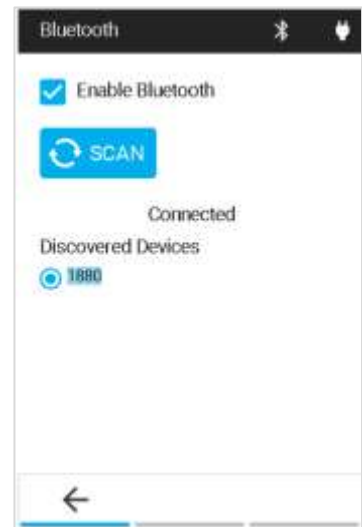 Bluetooth
Enable Bluetooth
SCAN
Connected
Discovered Devices
1880